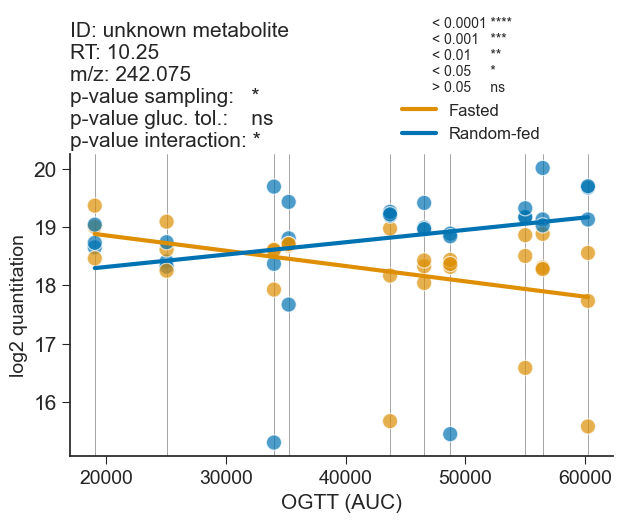 ID: unknown metabolite
RT: 10.25
m/z: 242.075
p-value sampling: *
p-value gluc. tol.: ns
p-value interaction: *
< 0.0001 ****
< 0.001 ***
< 0.01 **
< 0.05 *
> 0.05 ns
Fasted
Random-fed
log2 quantitation
20
19
18
17
16
20000 30000 40000 50000 60000
OGTT (AUC)